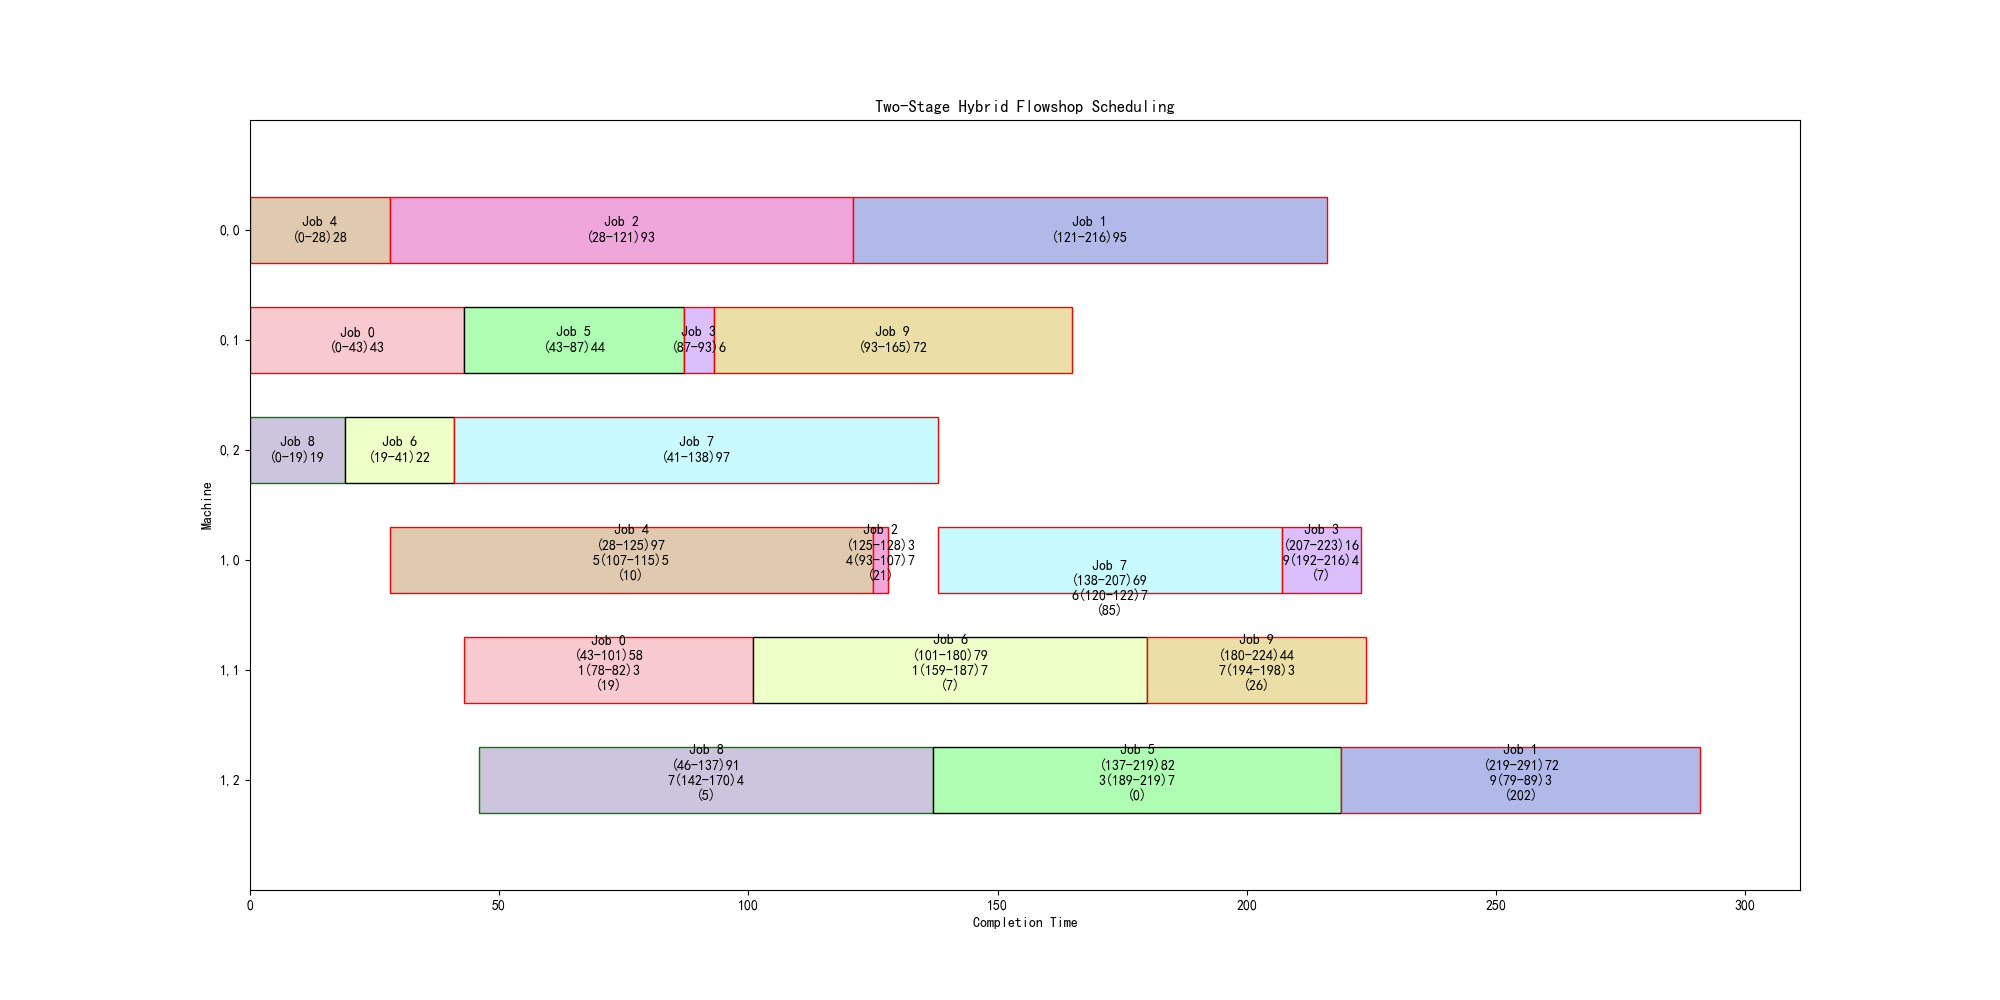 Two-Stage Hybrid Flowshop Scheduling
Machine
0,0
Job 4
(0-28)28
Job 2
(28-121)93
Job 1
(121-216)95
0,1
Job 0
(0-43)43
Job 5
(43-87)44
Job 3
(87-93)6
Job 9
(93-165)72
0,2
Job 8
(0-19)19
Job 6
(19-41)22
Job 7
(41-138)97
1,0
Job 4
(28-125)97
5(107-115)5
(10)
Job 2
(125-128)3
4(93-107)7
(21)
Job 7
(138-207)69
6(120-122)7
(85)
Job 3
(207-223)16
9(192-216)4
(7)
1,1
Job 0
(43-101)58
1(78-82)3
(19)
Job 6
(101-180)79
1(159-187)7
(7)
Job 9
(180-224)44
7(194-198)3
(26)
1,2
Job 8
(46-137)91
7(142-170)4
(5)
Job 5
(137-219)82
3(189-219)7
(0)
Job 1
(219-291)72
9(79-89)3
(202)
0
50
100
150
200
250
300
Completion Time